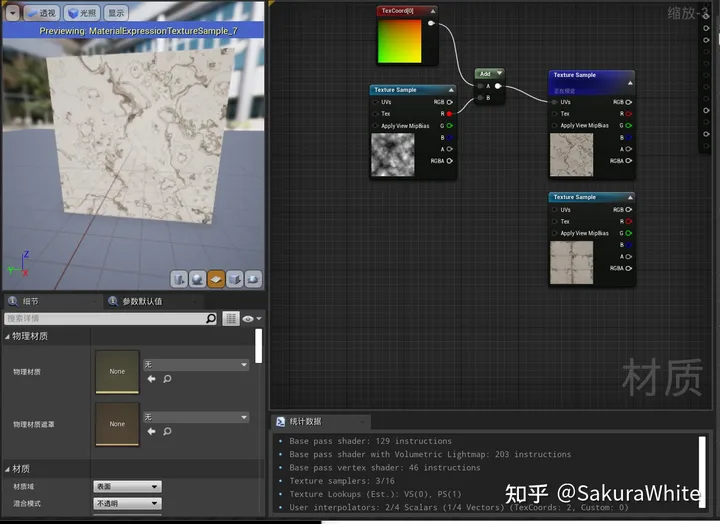 透视
光照
显示
Previewing: MaterialExpressionTextureSample_7
Z
X
细节
参数默认值
搜索详情
物理材质
物理材质
None
无
物理材质遮罩
None
无
材质
材质域
表面
混合模式
不透明
缩放-3
TexCoord[0]
Texture Sample
UVs
RGB
Tex
R
Apply View MipBias
G
B
A
RGBA
Add
A
B
Texture Sample
UVs
RGB
Tex
R
Apply View MipBias
G
B
A
RGBA
Texture Sample
UVs
RGB
Tex
R
Apply View MipBias
G
B
A
RGBA
材质
统计数据
Base pass shader: 129 instructions
Base pass shader with Volumetric Lightmap: 203 instructions
Base pass vertex shader: 46 instructions
Texture samplers: 3/16
Texture Lookups (Est.): VS(0), PS(1)
User interpolators: 2/4 Scalars (1/4 Vectors) (TexCoords: 2, Custom: 0)
知乎 @SakuraWhite